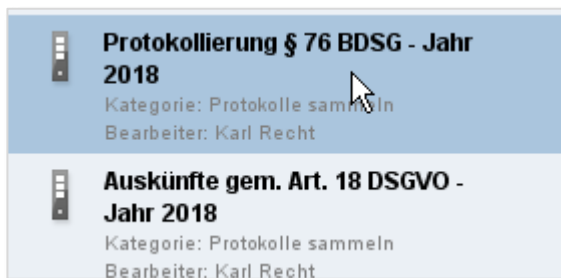 Protokollierung § 76 BDSG - Jahr
2018
Kategorie: Protokolle sammeln
Bearbeiter: Karl Recht
Auskünfte gem. Art. 18 DSGVO -
Jahr 2018
Kategorie: Protokolle sammeln
Bearbeiter: Karl Recht